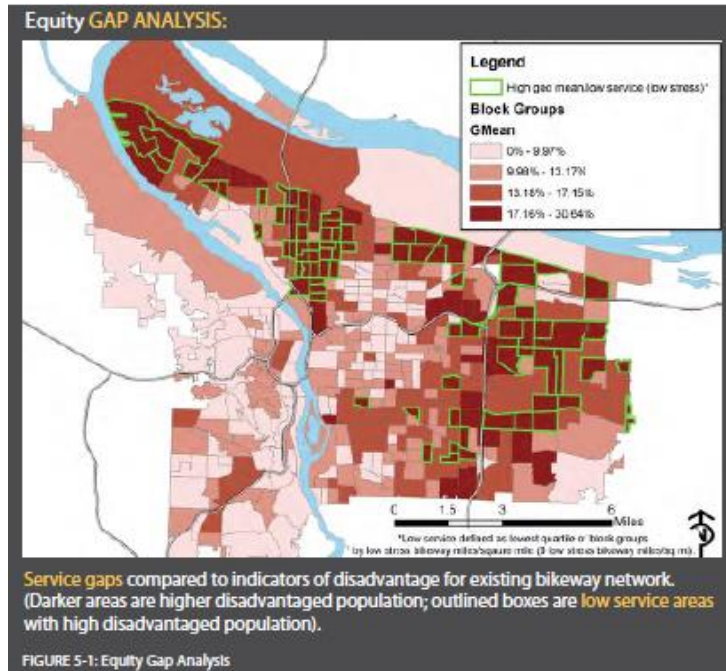 Equity GAP ANALYSIS:
Legend
High geo mean/low service (low stress)*
Block Groups
GMean
0% - 9.97%
9.98% - 13.17%
13.18% - 17.15%
17.16% - 30.64%
0 1.5 3 6
Miles
*Low service defined as lowest quartile of block groups
by low stress bikeway miles/sqaure mile (0 low stress bikeway miles/sq mi).
Service gaps compared to indicators of disadvantage for existing bikeway network.
(Darker areas are higher disadvantaged population; outlined boxes are low service areas
with high disadvantaged population).
FIGURE 5-1: Equity Gap Analysis